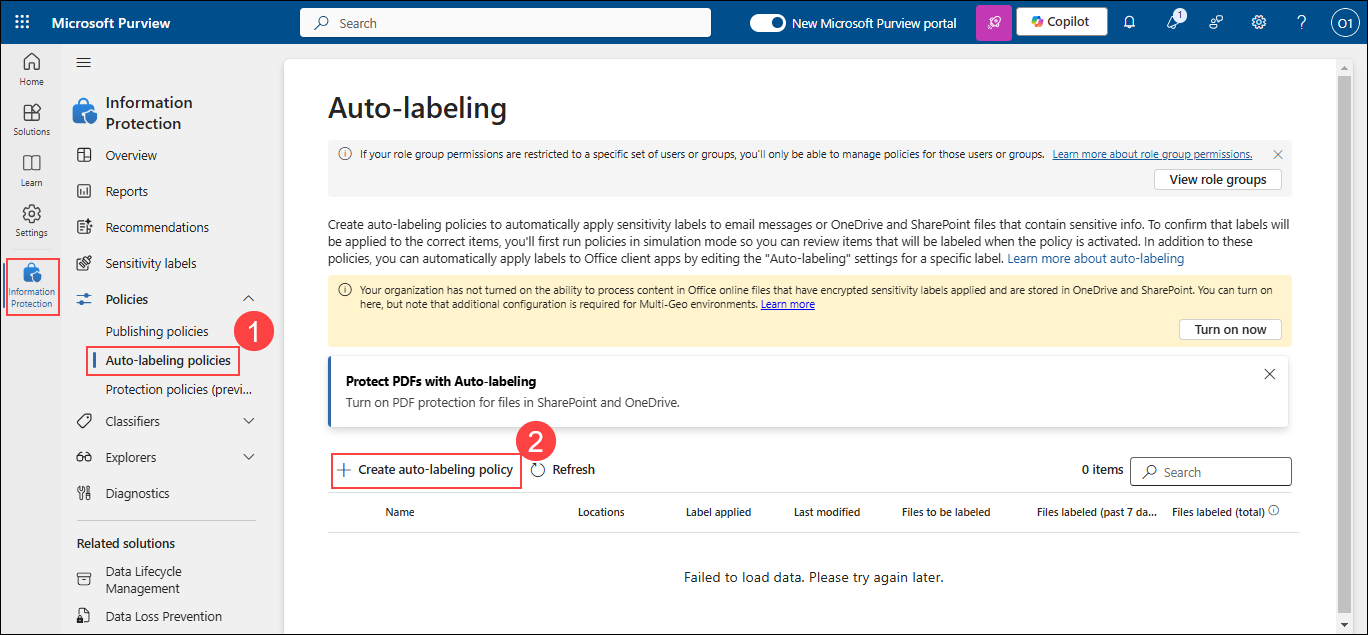 Microsoft Purview
Search
New Microsoft Purview portal
Copilot
1
?
O1
Home
Solutions
Learn
Settings
Information
Protection
Information
Protection
Overview
Reports
Recommendations
Sensitivity labels
Policies
Publishing policies
1
Auto-labeling policies
Protection policies (previ...
Classifiers
Explorers
Diagnostics
Related solutions
Data Lifecycle
Management
Data Loss Prevention
Auto-labeling
If your role group permissions are restricted to a specific set of users or groups, you'll only be able to manage policies for those users or groups. Learn more about role group permissions.
View role groups
Create auto-labeling policies to automatically apply sensitivity labels to email messages or OneDrive and SharePoint files that contain sensitive info. To confirm that labels will
be applied to the correct items, you'll first run policies in simulation mode so you can review items that will be labeled when the policy is activated. In addition to these
policies, you can automatically apply labels to Office client apps by editing the "Auto-labeling" settings for a specific label. Learn more about auto-labeling
Your organization has not turned on the ability to process content in Office online files that have encrypted sensitivity labels applied and are stored in OneDrive and SharePoint. You can turn on
here, but note that additional configuration is required for Multi-Geo environments. Learn more
Turn on now
Protect PDFs with Auto-labeling
Turn on PDF protection for files in SharePoint and OneDrive.
2
Create auto-labeling policy
Refresh
0 items
Search
Name Locations Label applied Last modified Files to be labeled Files labeled (past 7 da... Files labeled (total)
Failed to load data. Please try again later.